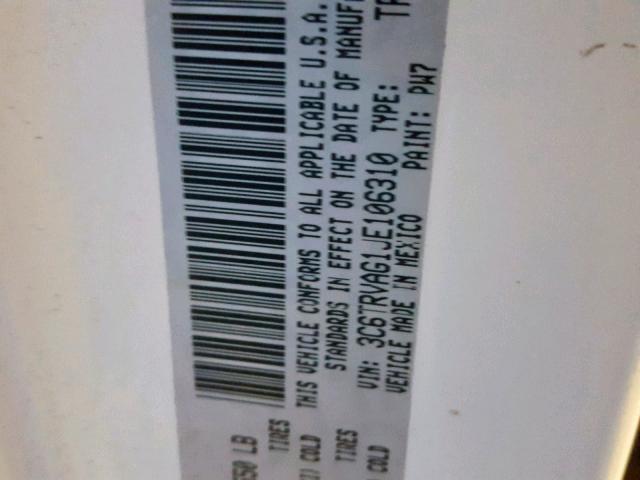 550 LB
TIRES
COLD
THIS VEHICLE CONFORMS TO ALL APPLICABLE U.S.A.
TIRES
STANDARDS IN EFFECT ON THE DATE OF MANUF
COLD
VIN: 3C6TRVAG1JE106310 TYPE:
VEHICLE MADE IN MEXICO PAINT: PW7